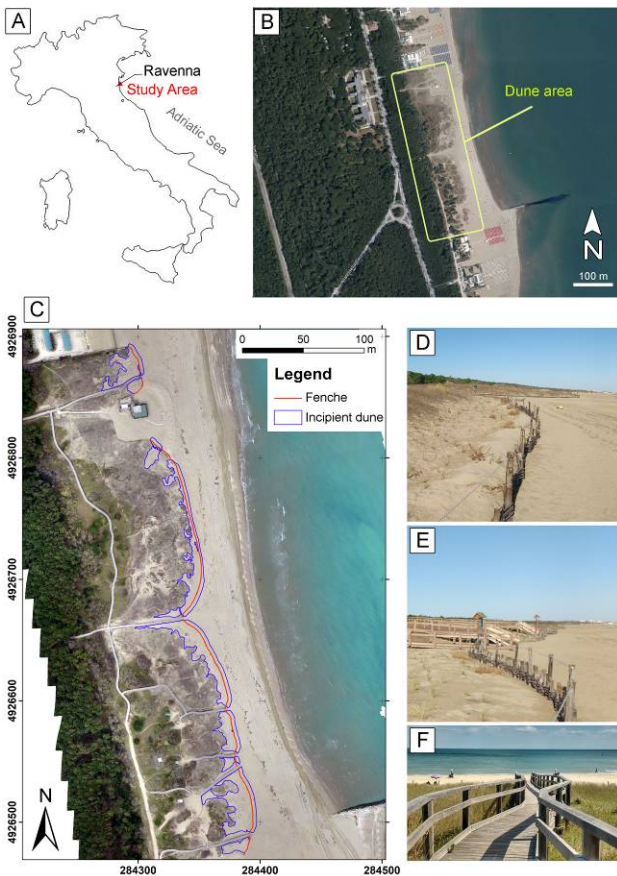 A
Ravenna
Study Area
Adriatic Sea
B
Dune area
N
100 m
C
4926900
4926800
4926700
4926600
4926500
0 50 100
m
Legend
Fenche
Incipient dune
N
284300 284400 284500
D
E
F